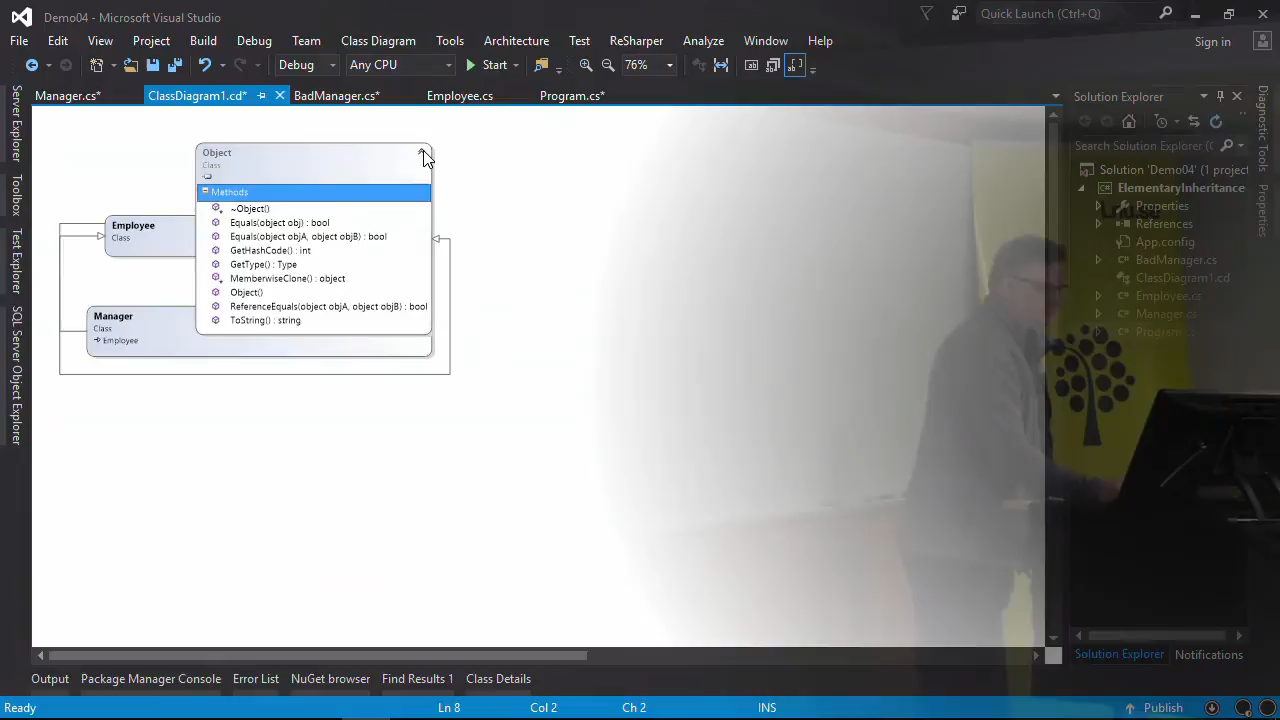 Demo04 - Microsoft Visual Studio
Quick Launch (Ctrl+Q)
File Edit View Project Build Debug Team Class Diagram Tools Architecture Test ReSharper Analyze Window Help
Sign in
Debug Any CPU Start 76%
Manager.cs* ClassDiagram1.cd* BadManager.cs* Employee.cs Program.cs*
Server Explorer
Toolbox
Test Explorer
SQL Server Object Explorer
Object
Class
Methods
~Object()
Equals(object obj) : bool
Equals(object objA, object objB) : bool
GetHashCode() : int
GetType() : Type
MemberwiseClone() : object
Object()
ReferenceEquals(object objA, object objB) : bool
ToString() : string
Employee
Class
Manager
Class
Employee
Solution Explorer
Search Solution Explorer (
Solution 'Demo04' (1 project
ElementaryInheritance
Properties
References
App.config
BadManager.cs
ClassDiagram1.cd
Employee.cs
Manager.cs
Program.cs
Solution Explorer Notifications
Diagnostic Tools
Properties
Output Package Manager Console Error List NuGet browser Find Results 1 Class Details
Ready Ln 8 Col 2 Ch 2 INS Publish